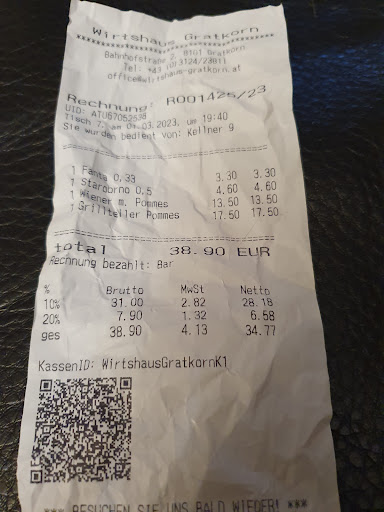 Wirtshaus Gratkorn
Bahnhofstraße 2, 8101 Gratkorn
Tel: +43 (0)3124/23811
office@wirtshaus-gratkorn.at
Rechnung: R001425/23
UID: ATU67053538
Tisch 7, am 04.03.2023, um 19:40
Sie wurden bedient von: Kellner 9
1 Fanta 0,33 3.30 3.30
1 Starobrno 0,5 4.60 4.60
1 Wiener m. Pommes 13.50 13.50
1 Grillteller Pommes 17.50 17.50
total 38.90 EUR
Rechnung bezahlt: Bar
% Brutto MwSt Netto
10% 31.00 2.82 28.18
20% 7.90 1.32 6.58
ges 38.90 4.13 34.77
KassenID: WirtshausGratkornK1
*** BESUCHEN SIE UNS BALD WIEDER! ***